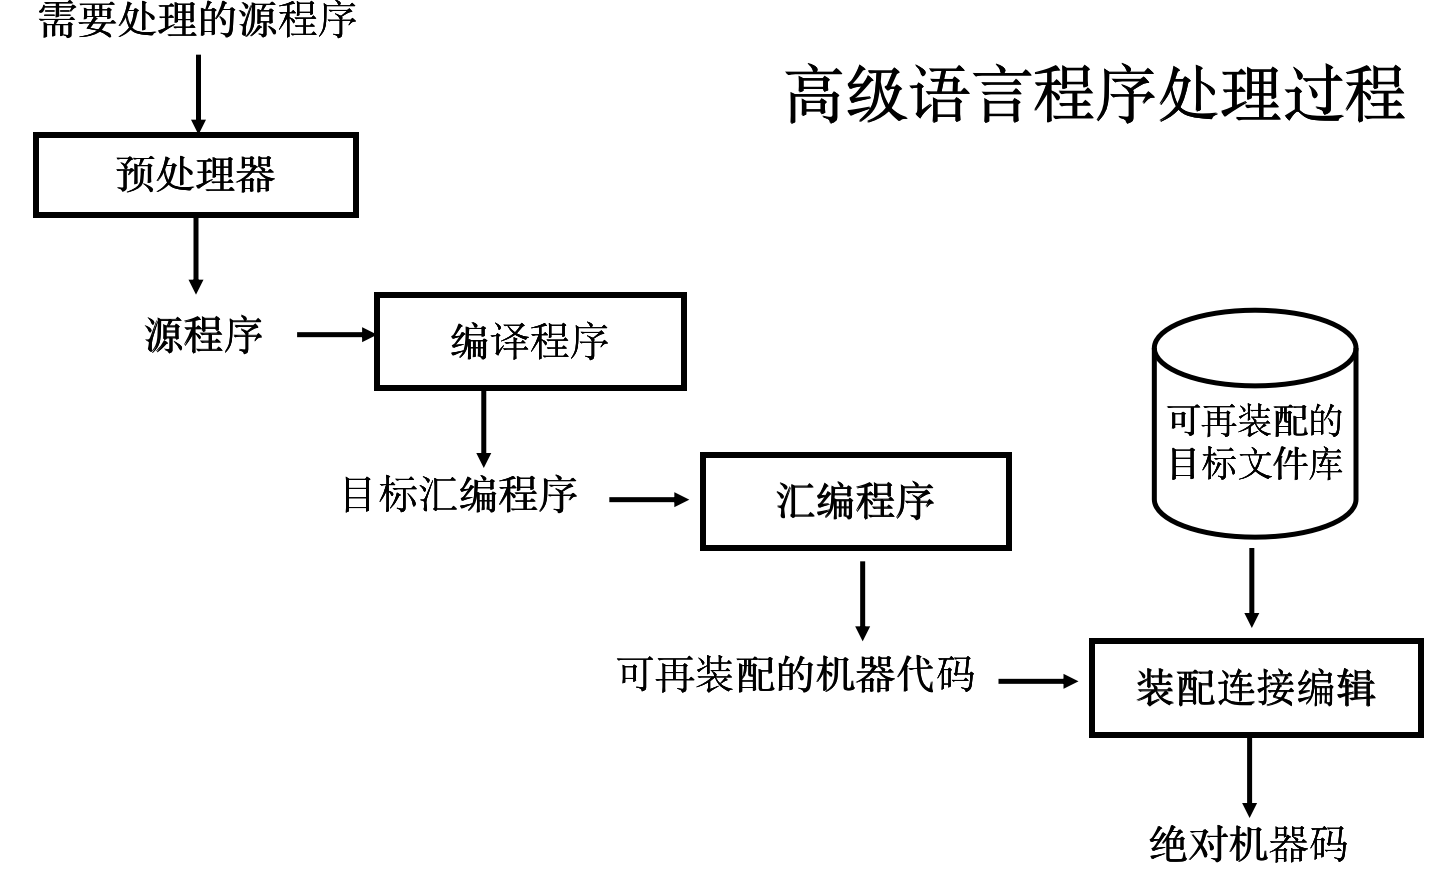 需要处理的源程序
高级语言程序处理过程
预处理器
源程序
编译程序
可再装配的
目标文件库
目标汇编程序
汇编程序
可再装配的机器代码
装配连接编辑
绝对机器码